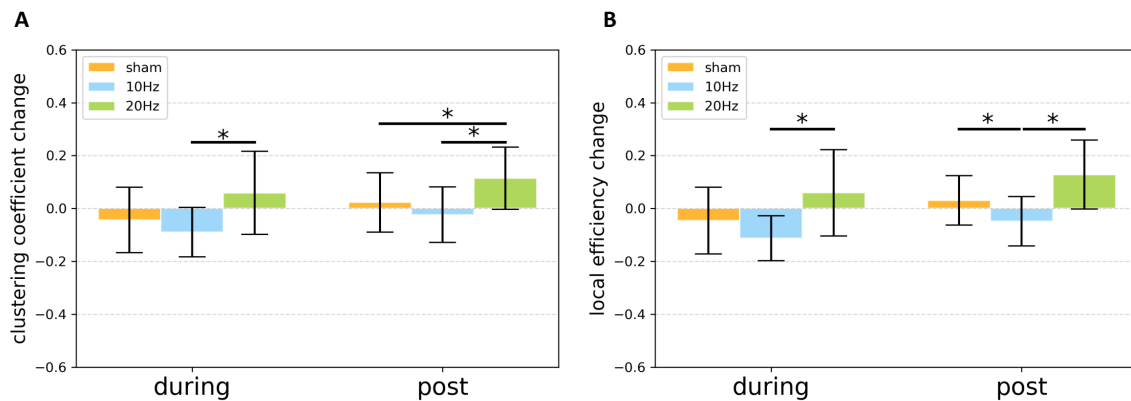 A
clustering coefficient change
0.6
0.4
0.2
0.0
−0.2
−0.4
−0.6
sham
10Hz
20Hz
*
*
*
during
post
B
local efficiency change
0.6
0.4
0.2
0.0
−0.2
−0.4
−0.6
sham
10Hz
20Hz
*
*
*
during
post